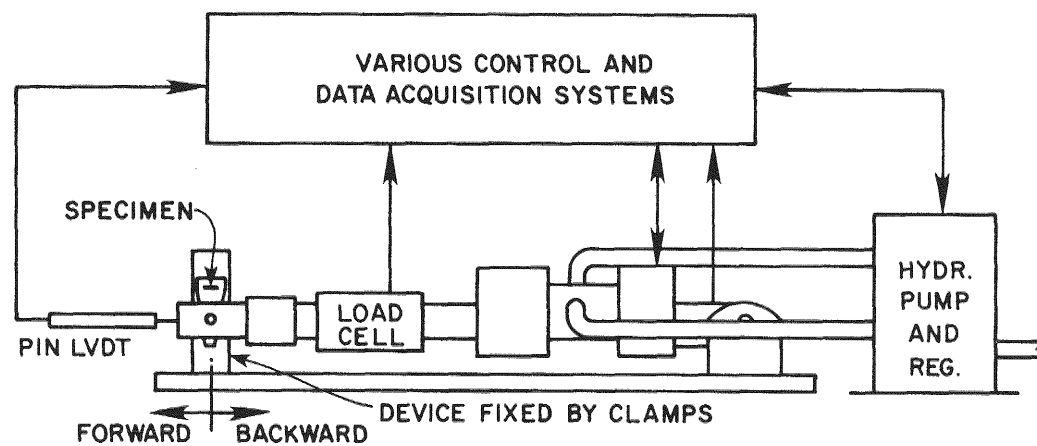 VARIOUS CONTROL AND
DATA ACQUISITION SYSTEMS
SPECIMEN
HYDR.
PUMP
AND
REG.
LOAD
CELL
PIN LVDT
DEVICE FIXED BY CLAMPS
FORWARD
BACKWARD